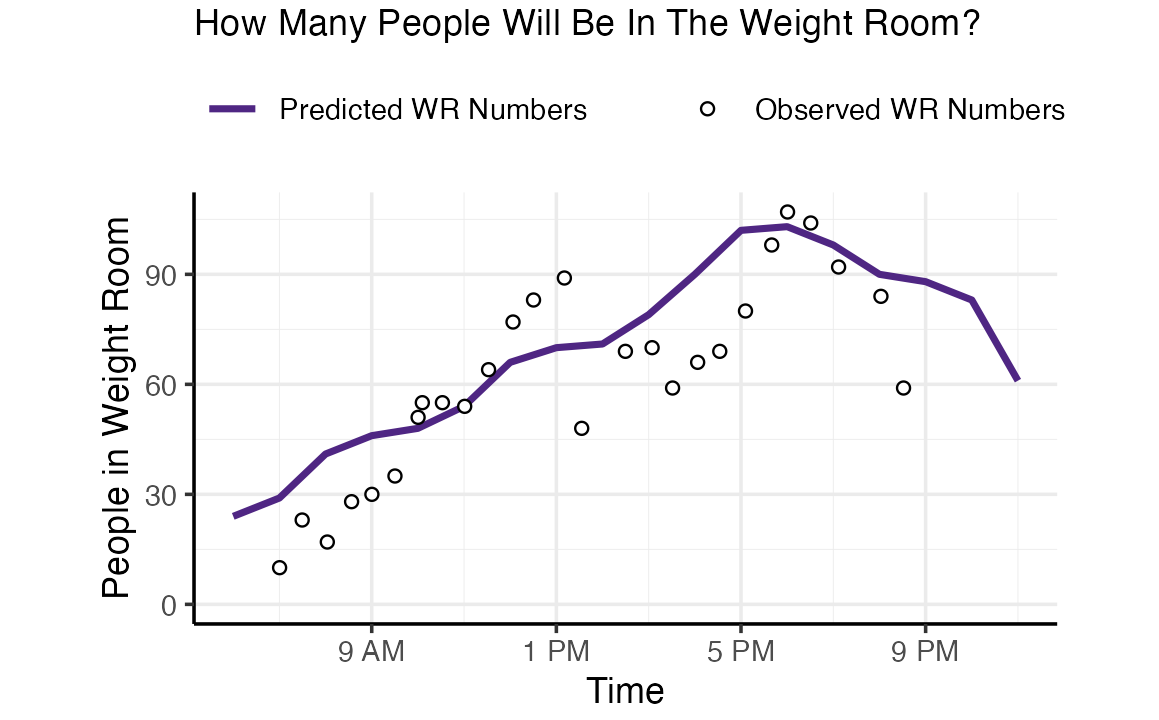 How Many People Will Be In The Weight Room?
Predicted WR Numbers
Observed WR Numbers
People in Weight Room
90
60
30
0
9 AM
1 PM
5 PM
9 PM
Time